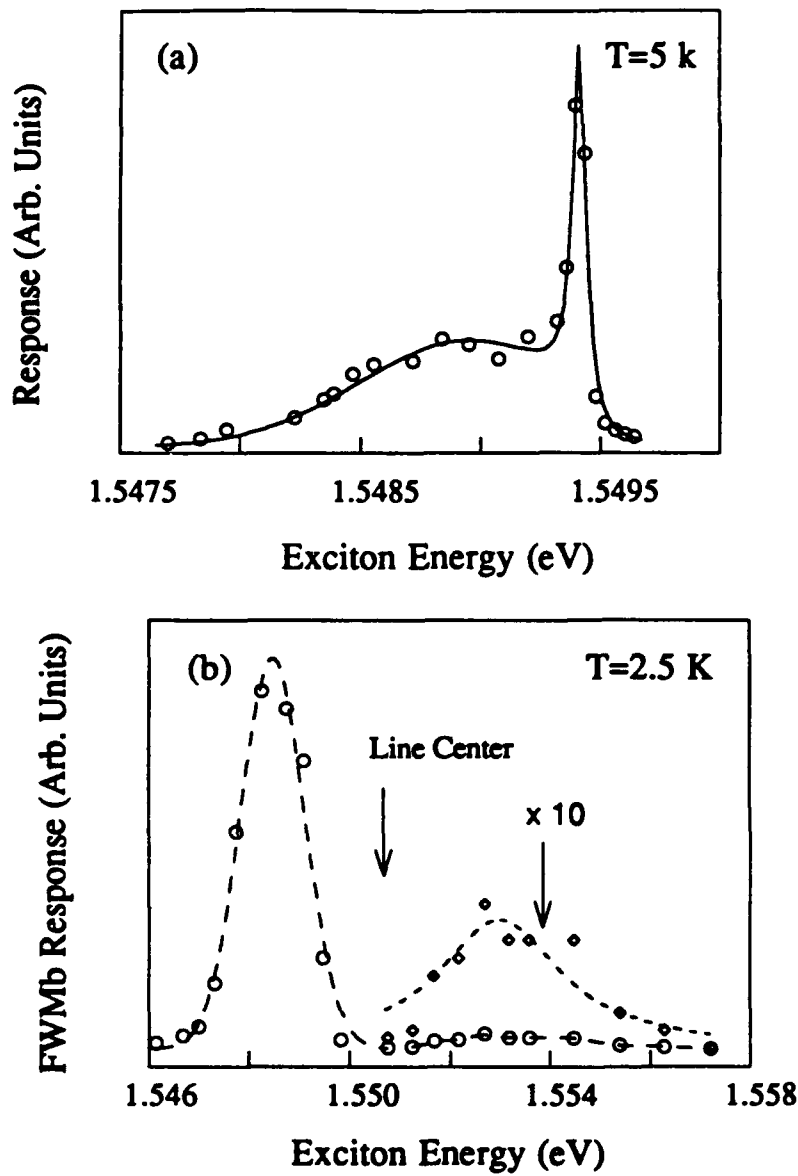 (a)
T=5 k
Response (Arb. Units)
1.5475
1.5485
1.5495
Exciton Energy (eV)
(b)
T=2.5 K
Line Center
x 10
FWMb Response (Arb. Units)
1.546
1.550
1.554
1.558
Exciton Energy (eV)